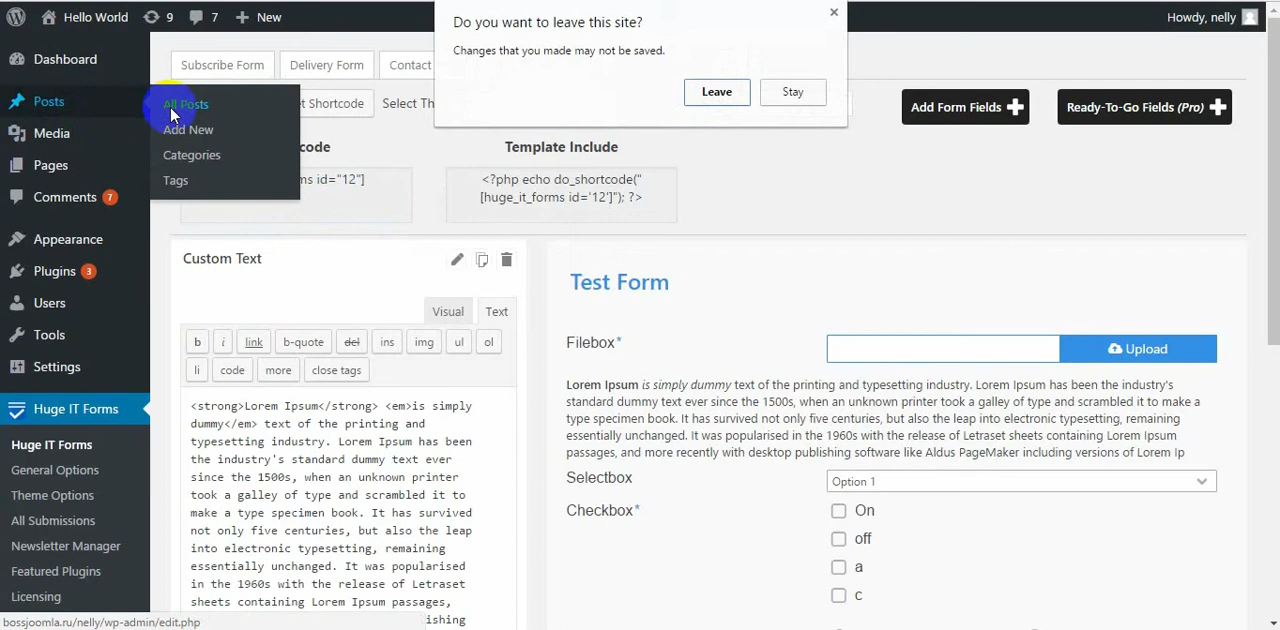 Hello World
9
7
New
Howdy, nelly
Dashboard
Posts
Media
Pages
Comments 7
Appearance
Plugins 3
Users
Tools
Settings
Huge IT Forms
Huge IT Forms
General Options
Theme Options
All Submissions
Newsletter Manager
Featured Plugins
Licensing
bossjoomla.ru/nelly/wp-admin/edit.php
All Posts
Add New
Categories
Tags
Do you want to leave this site?
Changes that you made may not be saved.
Leave
Stay
Subscribe Form
Delivery Form
Contact
Shortcode
Select Th
Add Form Fields
Ready-To-Go Fields (Pro)
code
Template Include
ms id="12"]
<?php echo do_shortcode("
[huge_it_forms id='12']"); ?>
Custom Text
Visual
Text
b
i
link
b-quote
del
ins
img
ul
ol
li
code
more
close tags
<strong>Lorem Ipsum</strong> <em>is simply
dummy</em> text of the printing and
typesetting industry. Lorem Ipsum has been
the industry's standard dummy text ever
since the 1500s, when an unknown printer
took a galley of type and scrambled it to
make a type specimen book. It has survived
not only five centuries, but also the leap
into electronic typesetting, remaining
essentially unchanged. It was popularised
in the 1960s with the release of Letraset
sheets containing Lorem Ipsum passages,
ishing
Test Form
Filebox*
Upload
Lorem Ipsum is simply dummy text of the printing and typesetting industry. Lorem Ipsum has been the industry's
standard dummy text ever since the 1500s, when an unknown printer took a galley of type and scrambled it to make a
type specimen book. It has survived not only five centuries, but also the leap into electronic typesetting, remaining
essentially unchanged. It was popularised in the 1960s with the release of Letraset sheets containing Lorem Ipsum
passages, and more recently with desktop publishing software like Aldus PageMaker including versions of Lorem Ip
Selectbox
Option 1
Checkbox*
On
off
a
c